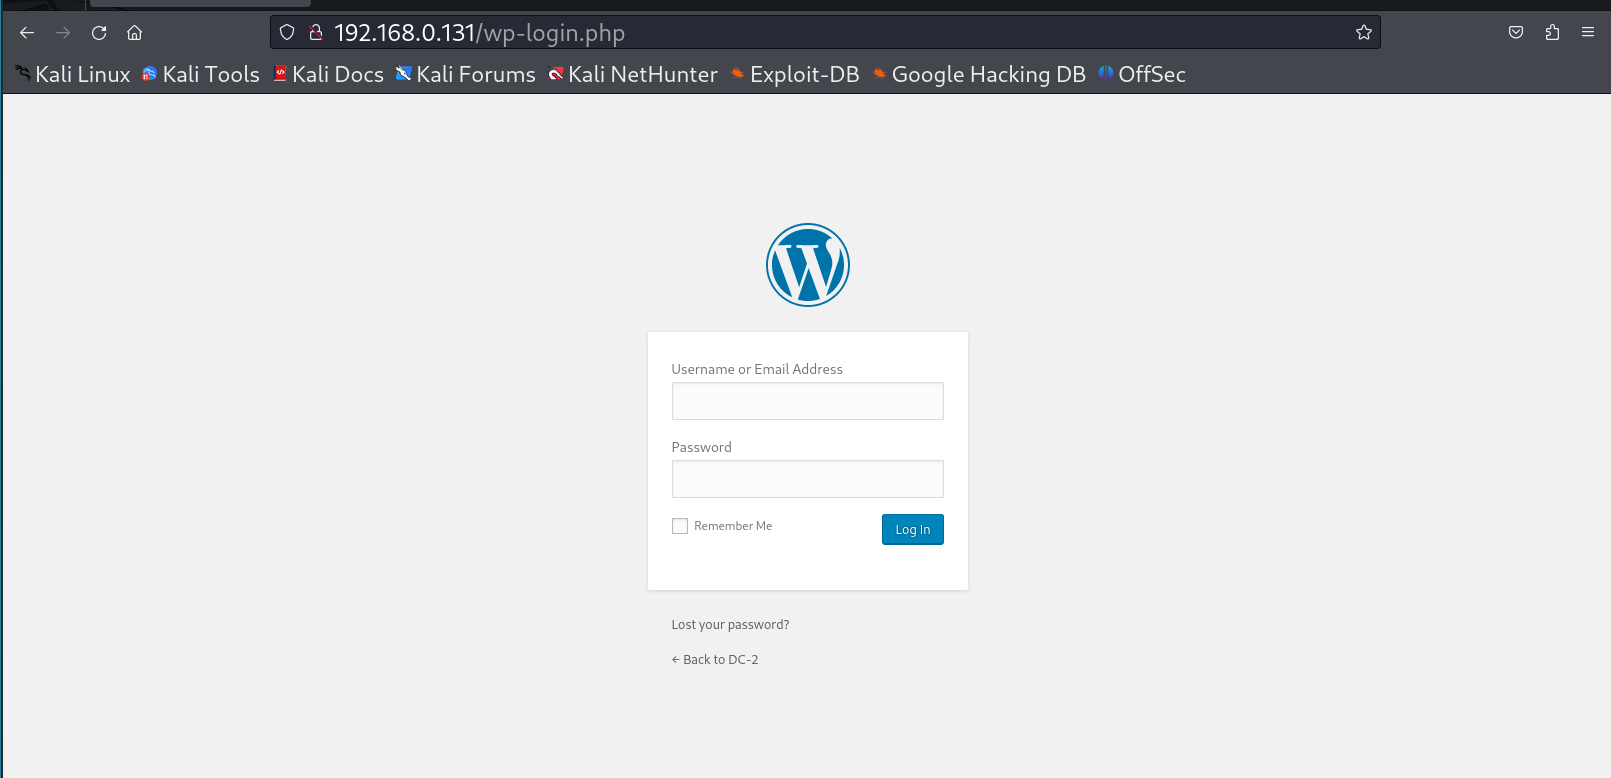 192.168.0.131/wp-login.php
Kali Linux Kali Tools Kali Docs Kali Forums Kali NetHunter Exploit-DB Google Hacking DB OffSec
Username or Email Address
Password
Remember Me Log In
Lost your password?
← Back to DC-2